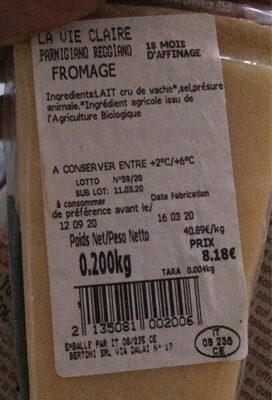 LA VIE CLAIRE
PARMIGIANO REGGIANO 18 MOIS D'AFFINAGE
FROMAGE
Ingredients:LAIT cru de vache*,sel,présure
animale.*Ingrédient agricole issu de
l'Agriculture Biologique
A CONSERVER ENTRE +2°C/+6°C
LOTTO N°59/20
SUB LOT: 11.03.20
à consommer Date Fabrication
de préférence avant le/
12 09 20 16 03 20
Poids Net/Peso Netto 40.89€/kg
PRIX
0.200kg 8.18€
TARA 0.004kg
2 135081 002006
EMBALLE PAR IT 08/235 CE
BERTONI SRL VIA DALAI N° 17
IT
08 235
CE